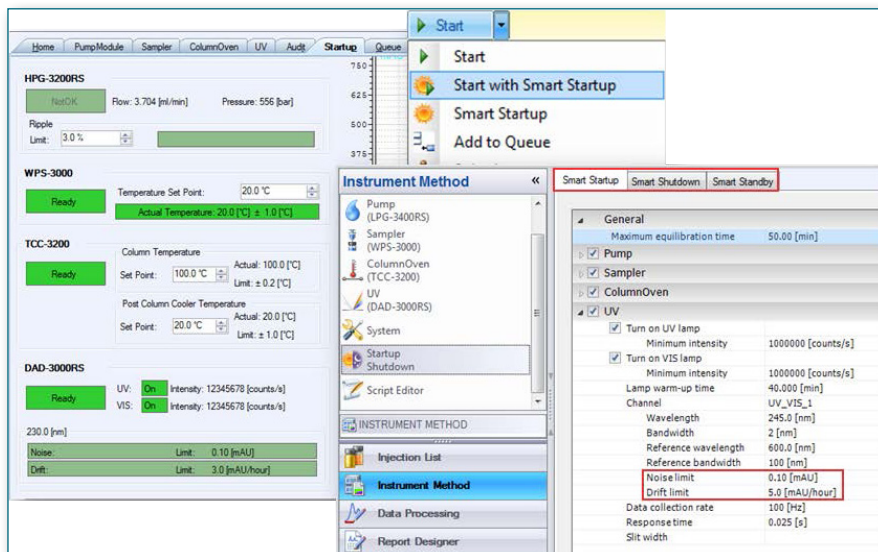 Start
Start
Start with Smart Startup
Smart Startup
Add to Queue
Home PumpModule Sampler ColumnOven UV Audit Startup Queue
750
625
500
375
HPG-3200RS
NotOK Flow: 3.704 [ml/min] Pressure: 556 [bar]
Ripple
Limit: 3.0 %
WPS-3000
Ready
Temperature Set Point: 20.0 °C
Actual Temperature: 20.0 [°C] ± 1.0 [°C]
TCC-3200
Ready
Column Temperature
Set Point: 100.0 °C
Actual: 100.0 [°C]
Limit: ± 0.2 [°C]
Post Column Cooler Temperature
Set Point: 20.0 °C
Actual: 20.0 [°C]
Limit: ± 1.0 [°C]
DAD-3000RS
Ready
UV: On Intensity: 12345678 [counts/s]
VIS: On Intensity: 12345678 [counts/s]
230.0 [nm]
Noise: Limit: 0.10 [mAU]
Drift: Limit: 3.0 [mAU/hour]
Instrument Method «
Pump
(LPG-3400RS)
Sampler
(WPS-3000)
ColumnOven
(TCC-3200)
UV
(DAD-3000RS)
System
Startup
Shutdown
Script Editor
INSTRUMENT METHOD
Injection List
Instrument Method
Data Processing
Report Designer
Smart Startup Smart Shutdown Smart Standby
General
Maximum equilibration time 50.00 [min]
Pump
Sampler
ColumnOven
UV
Turn on UV lamp
Minimum intensity 1000000 [counts/s]
Turn on VIS lamp
Minimum intensity 1000000 [counts/s]
Lamp warm-up time 40.000 [min]
Channel UV_VIS_1
Wavelength 245.0 [nm]
Bandwidth 2 [nm]
Reference wavelength 600.0 [nm]
Reference bandwidth 100 [nm]
Noise limit 0.10 [mAU]
Drift limit 5.0 [mAU/hour]
Data collection rate 100 [Hz]
Response time 0.025 [s]
Slit width